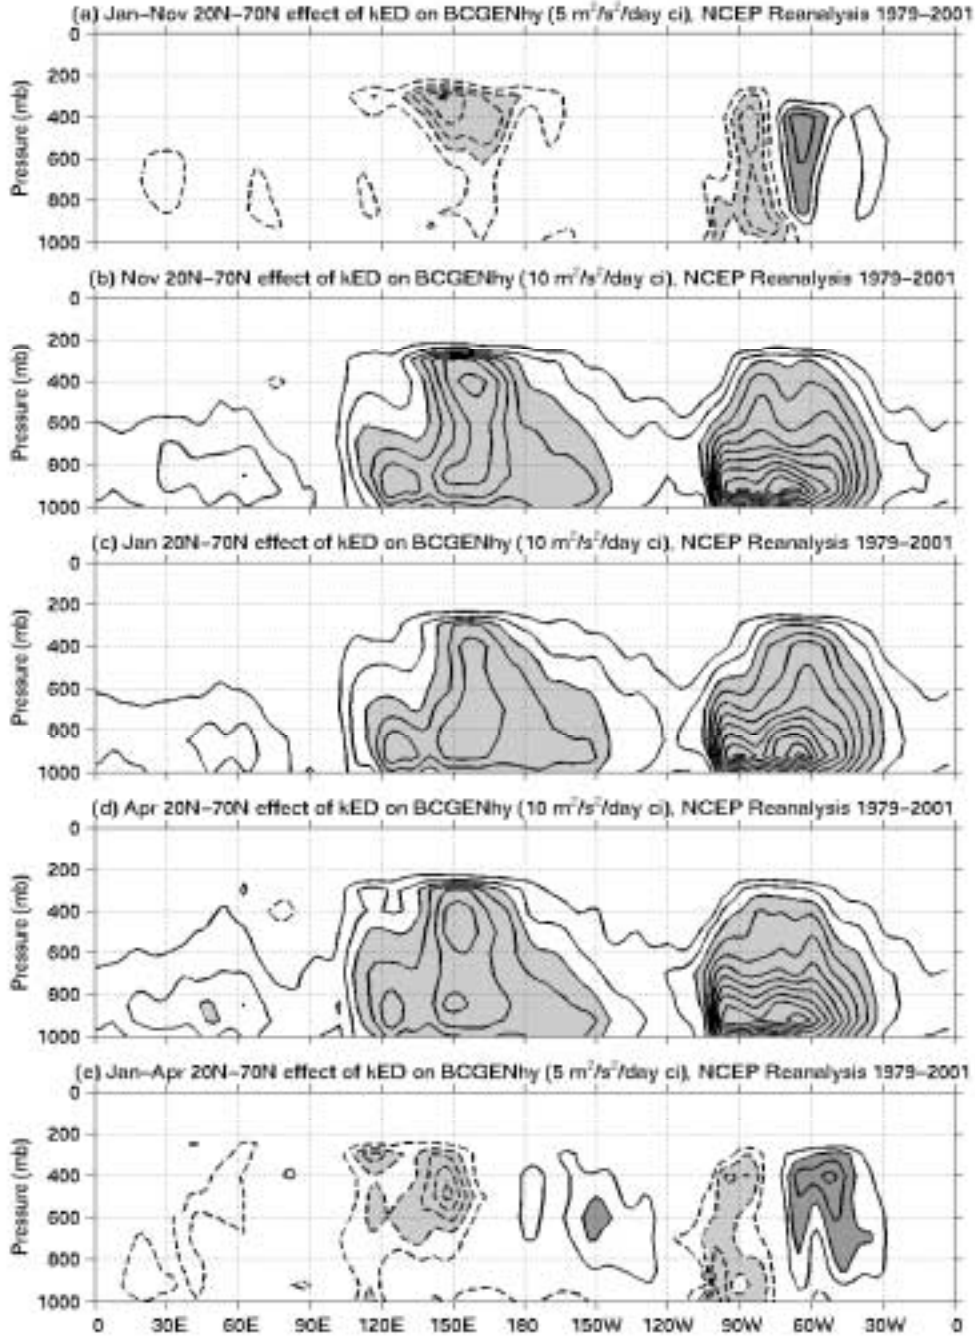 (a) Jan–Nov 20N–70N effect of kED on BCGENhy (5 m²/s²/day ci), NCEP Reanalysis 1979–2001
0
200
400
600
800
1000
Pressure (mb)
(b) Nov 20N–70N effect of kED on BCGENhy (10 m²/s²/day ci), NCEP Reanalysis 1979–2001
0
200
400
600
800
1000
Pressure (mb)
(c) Jan 20N–70N effect of kED on BCGENhy (10 m²/s²/day ci), NCEP Reanalysis 1979–2001
0
200
400
600
800
1000
Pressure (mb)
(d) Apr 20N–70N effect of kED on BCGENhy (10 m²/s²/day ci), NCEP Reanalysis 1979–2001
0
200
400
600
800
1000
Pressure (mb)
(e) Jan–Apr 20N–70N effect of kED on BCGENhy (5 m²/s²/day ci), NCEP Reanalysis 1979–2001
0
200
400
600
800
1000
Pressure (mb)
0 30E 60E 90E 120E 150E 180 150W 120W 90W 60W 30W 0